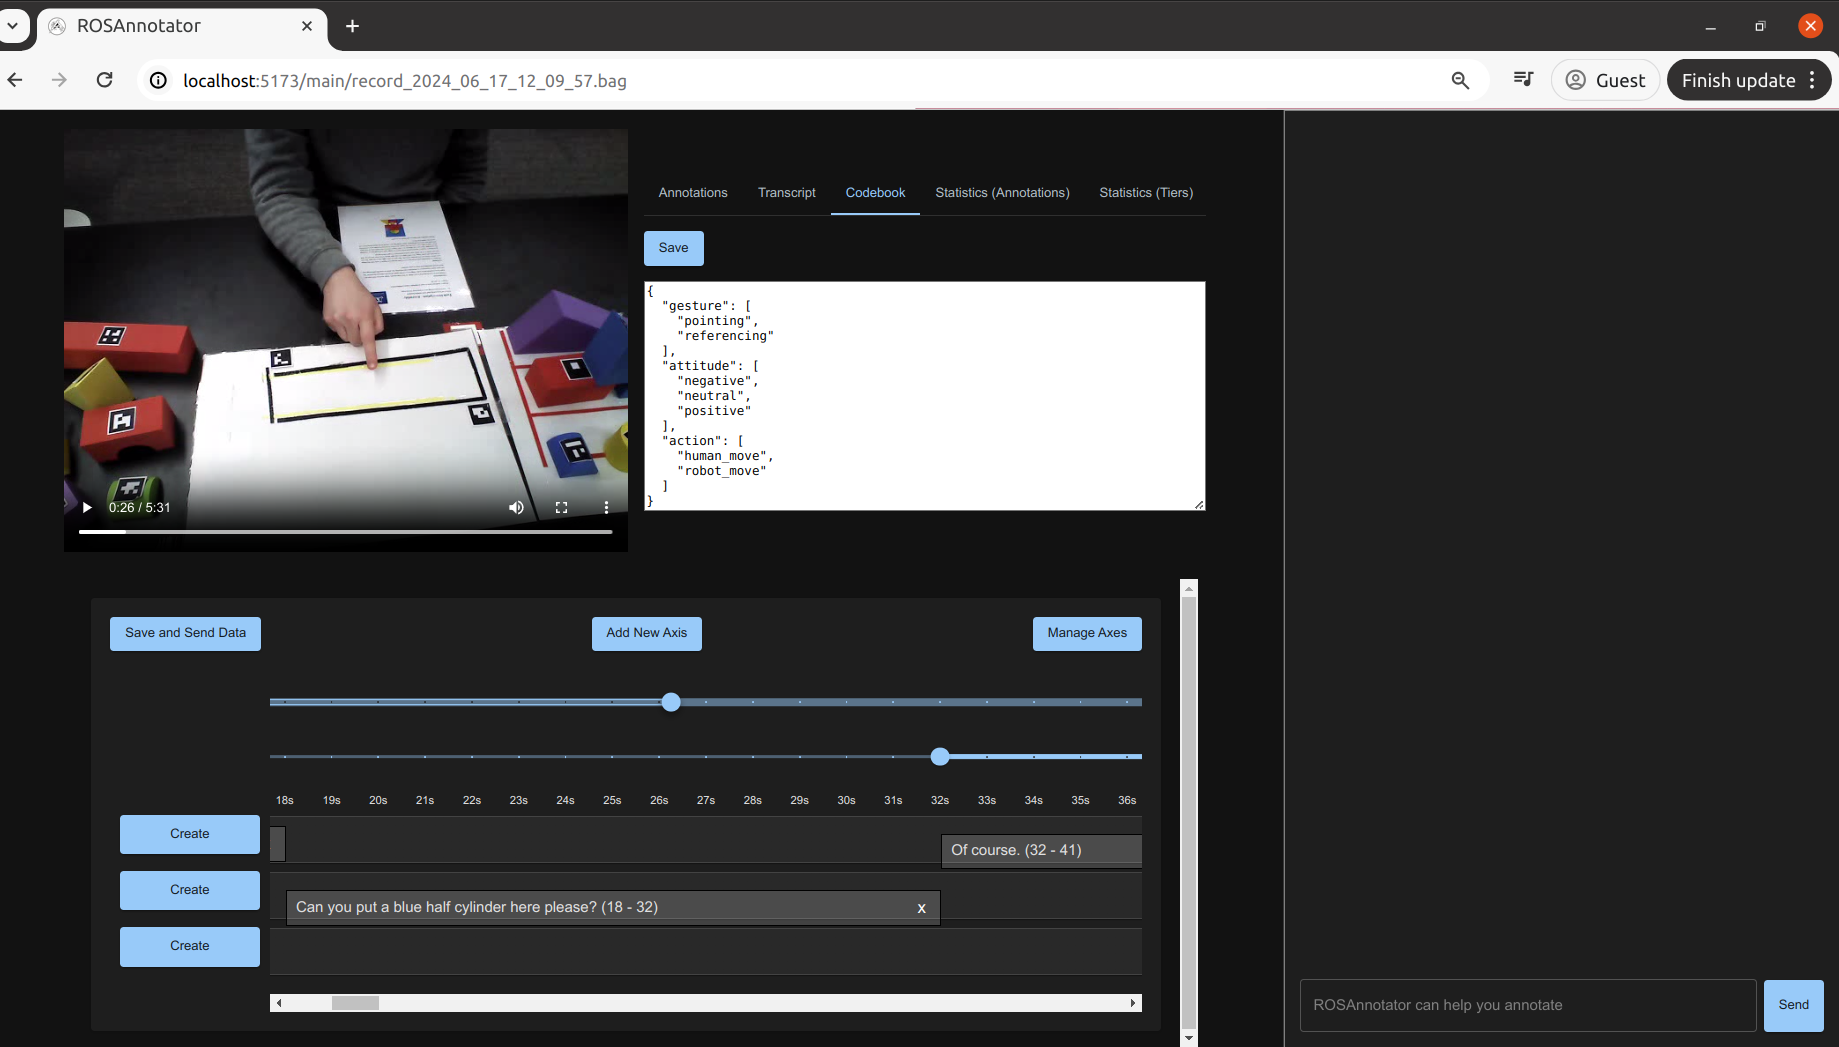 ROSAnnotator
localhost:5173/main/record_2024_06_17_12_09_57.bag
Guest
Finish update
Annotations
Transcript
Codebook
Statistics (Annotations)
Statistics (Tiers)
Save
{
"gesture": [
"pointing",
"referencing"
],
"attitude": [
"negative",
"neutral",
"positive"
],
"action": [
"human_move",
"robot_move"
]
}
0:26 / 5:31
Save and Send Data
Add New Axis
Manage Axes
18s 19s 20s 21s 22s 23s 24s 25s 26s 27s 28s 29s 30s 31s 32s 33s 34s 35s 36s
Create
Of course. (32 - 41)
Create
Can you put a blue half cylinder here please? (18 - 32) x
Create
ROSAnnotator can help you annotate
Send